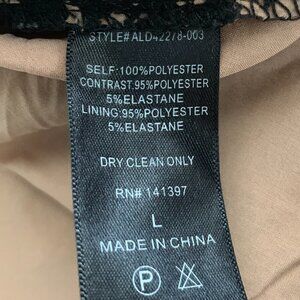 STYLE#ALD42278-003
SELF:100%POLYESTER
CONTRAST:95%POLYESTER
5%ELASTANE
LINING:95%POLYESTER
5%ELASTANE
DRY CLEAN ONLY
RN# 141397
L
MADE IN CHINA
P